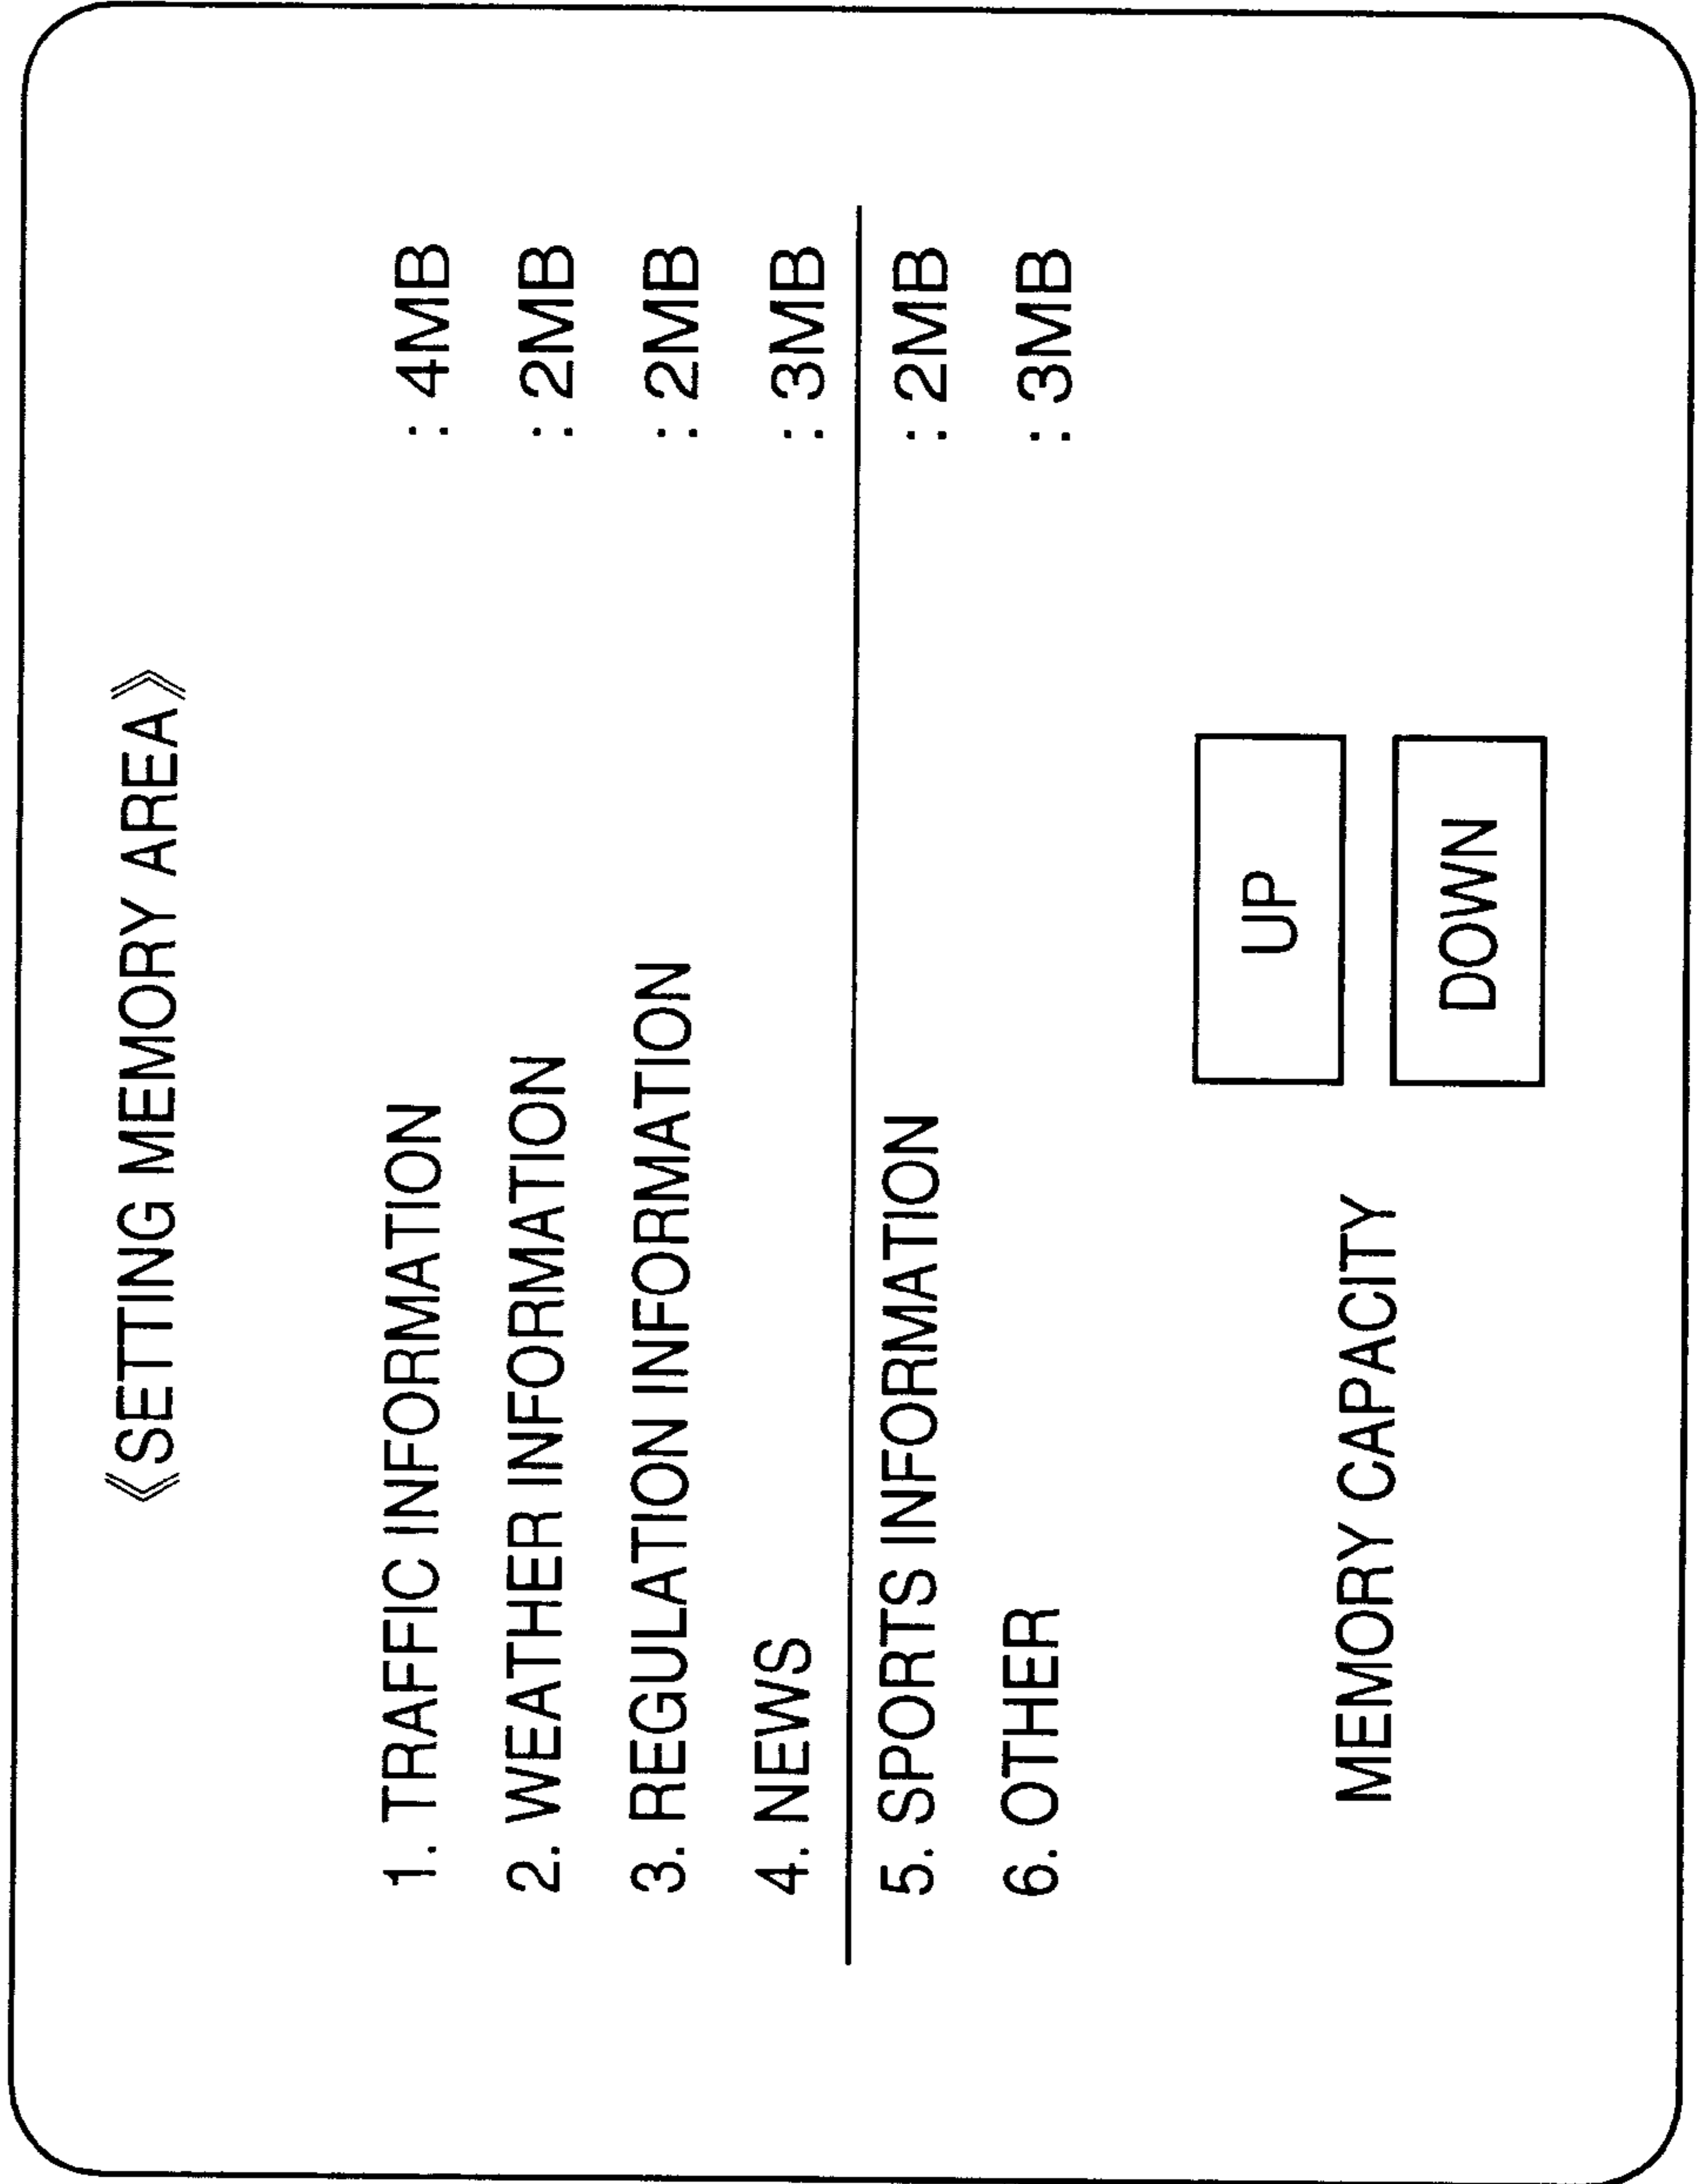 《SETTING MEMORY AREA》
1. TRAFFIC INFORMATION : 4MB
2. WEATHER INFORMATION : 2MB
3. REGULATION INFORMATION : 2MB
4. NEWS : 3MB
5. SPORTS INFORMATION : 2MB
6. OTHER : 3MB
UP
MEMORY CAPACITY
DOWN